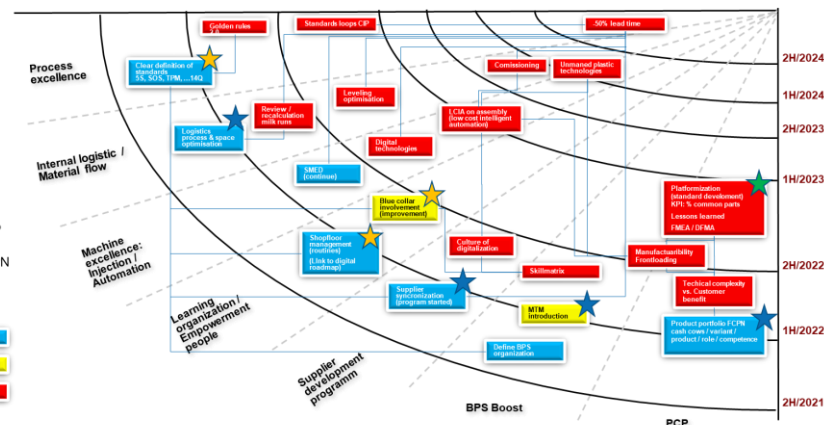 Golden rules
2.0
Standards loops CIP
-50% lead time
Process
excellence
Clear definition of
standards
5S, SOS, TPM, ...14Q
Comissioning
Unmaned plastic
technologies
2H/2024
1H/2024
2H/2023
1H/2023
2H/2022
1H/2022
2H/2021
Leveling
optimisation
Review /
recalculation
milk runs
LCIA on assembly
(low cost intelligent
automation)
Logistics
process & space
optimisation
Internal logistic /
Material flow
Digital
technologies
SMED
(continue)
Platformization
(standard develoment)
KPI: % common parts
Lessons learned
FMEA / DFMA
Blue collar
involvement
(improvement)
Machine
excellence:
Injection /
Automation
N
Shopfloor
management
(routines)
(Link to digital
roadmap)
Culture of
digitalization
Manufactuaribility
Frontloading
Skillmatrix
Techical complexity
vs. Customer
benefit
Supplier
syncronization
(program started)
MTM
introduction
Learning
organization /
Empowerment
people
Product portfolio FCPN
cash cows / variant /
product / role / competence
Define BPS
organization
Supplier
development
programm
BPS Boost
PCP